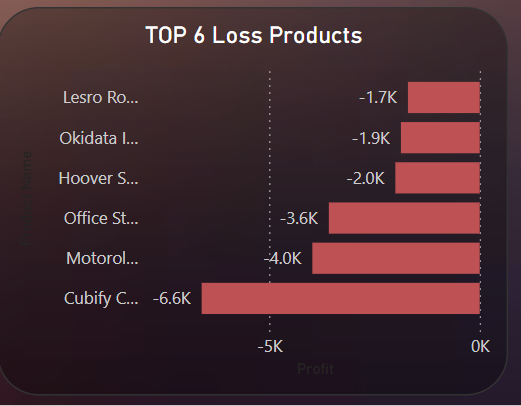 TOP 6 Loss Products
Lesro Ro... -1.7K
Okidata I... -1.9K
Hoover S... -2.0K
Office St... -3.6K
Motorol... -4.0K
Cubify C... -6.6K
-5K 0K
Profit